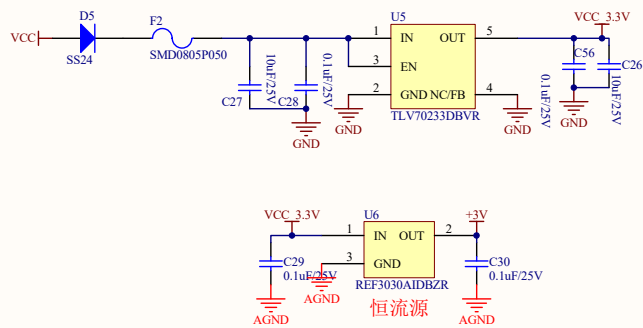 D5
F2
U5
VCC_3.3V
VCC
1
IN
OUT
5
SS24
SMD0805P050
3
EN
C56
C26
10uF/25V
0.1uF/25V
2
GND
NC/FB
4
0.1uF/25V
10uF/25V
C27
C28
TLV70233DBVR
GND
GND
GND
GND
U6
VCC_3.3V
+3V
1
IN
OUT
2
C29
0.1uF/25V
3
GND
C30
0.1uF/25V
AGND
REF3030AIDBZR
恒流源
AGND
AGND